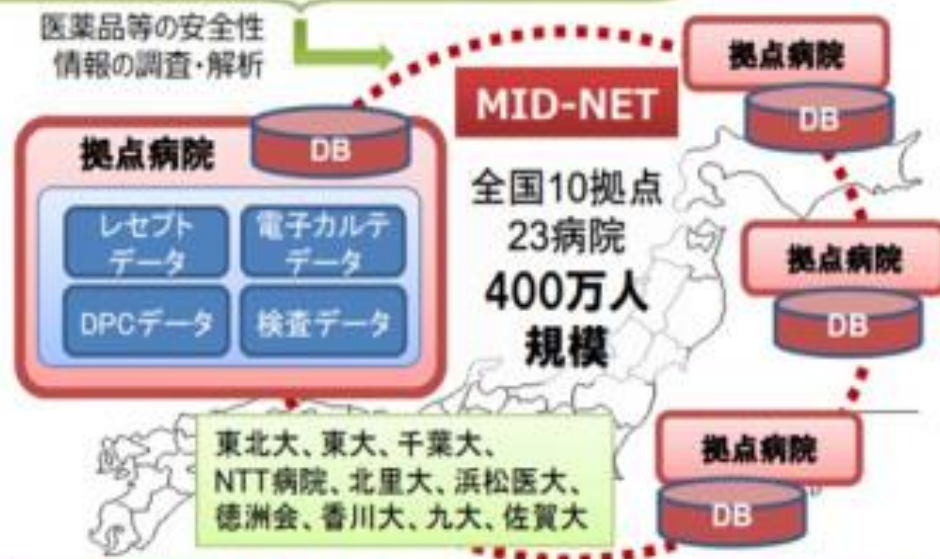 医薬品等の安全性
情報の調査・解析
MID-NET
拠点病院
DB
拠点病院
DB
レセプト
データ
電子カルテ
データ
DPCデータ
検査データ
全国10拠点
23病院
400万人
規模
拠点病院
DB
東北大、東大、千葉大、
NTT病院、北里大、浜松医大、
徳洲会、香川大、九大、佐賀大
拠点病院
DB